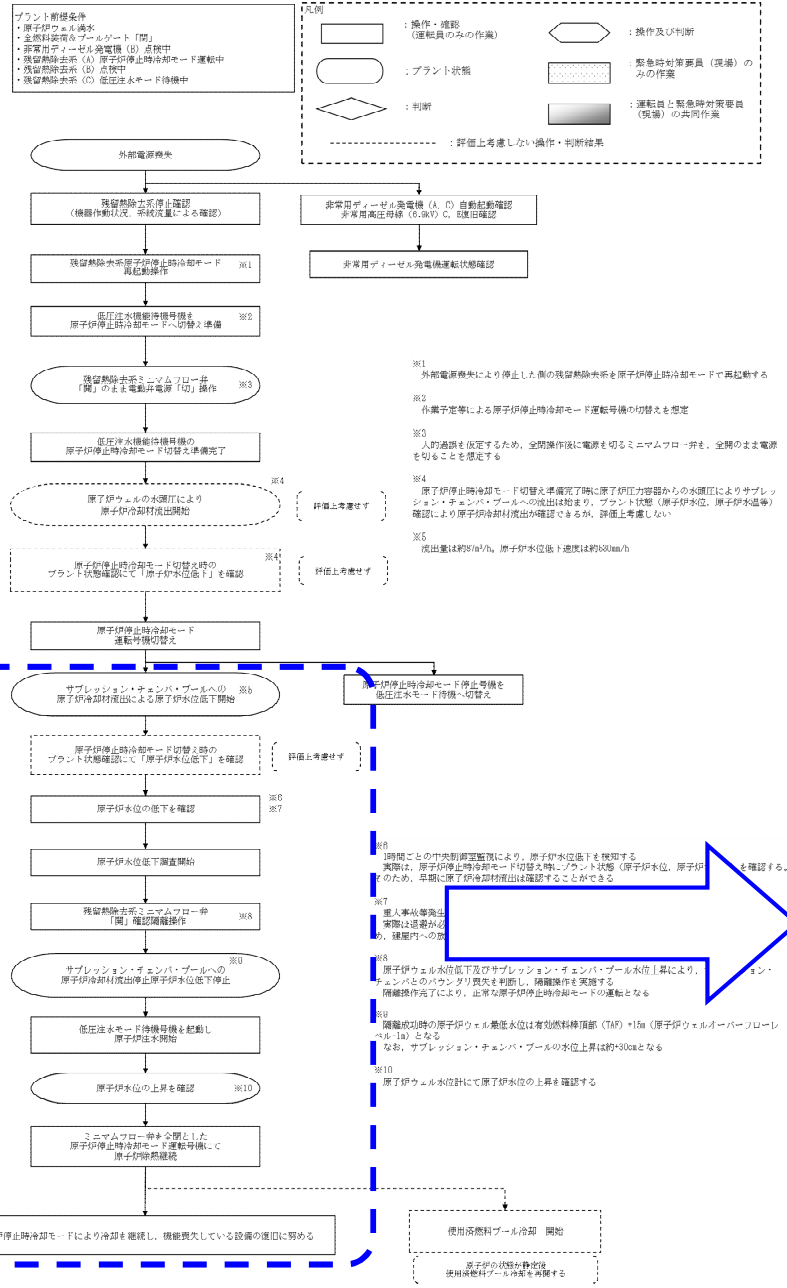 プラント前提条件
・原子炉ウェル満水
・全燃料装荷＆プールゲート「開」
・非常用ディーゼル発電機（B）点検中
・残留熱除去系（A）原子炉停止時冷却モード運転中
・残留熱除去系（B）点検中
・残留熱除去系（C）低圧注水モード待機中
凡例
：操作・確認
（運転員のみの作業）
：操作及び判断
：プラント状態
：緊急時対策要員（現場）の
みの作業
：判断
：運転員と緊急時対策要員
（現場）の共同作業
：評価上考慮しない操作・判断結果
外部電源喪失
残留熱除去系停止確認
（機器作動状況、系統流量による確認）
非常用ディーゼル発電機（A, C）自動起動確認
非常用高圧母線（6.9kV）C, E復旧確認
残留熱除去系原子炉停止時冷却モード
再起動操作
※1
非常用ディーゼル発電機運転状態確認
低圧注水機能待機号機を
原子炉停止時冷却モードへ切替え準備
※2
残留熱除去系ミニマムフロー弁
「開」のまま電動弁電源「切」操作
※3
低圧注水機能待機号機の
原子炉停止時冷却モード切替え準備完了
※4
原子炉ウェルの水頭圧により
原子炉冷却材流出開始
評価上考慮せず
原子炉停止時冷却モード切替え時の
プラント状態確認にて「原子炉水位低下」を確認
※4
評価上考慮せず
原子炉停止時冷却モード
運転号機切替え
※1
外部電源喪失により停止した側の残留熱除去系を原子炉停止時冷却モードで再起動する
※2
作業予定等による原子炉停止時冷却モード運転号機の切替えを想定
※3
人的過誤を仮定するため、全閉操作後に電源を切るミニマムフロー弁を、全開のまま電源
を切ることを想定する
※4
原子炉停止時冷却モード切替え準備完了時に原子炉圧力容器からの水頭圧によりサプレッ
ション・チェンバ・プールへの流出は始まり、プラント状態（原子炉水位、原子炉水温等）
確認により原子炉冷却材流出が確認できるが、評価上考慮しない
※5
流出量は約87m³/h、原子炉水位低下速度は約630mm/h
サプレッション・チェンバ・プールへの
原子炉冷却材流出による原子炉水位低下開始
※5
原子炉停止時冷却モード停止号機を
低圧注水モード待機へ切替え
原子炉停止時冷却モード切替え時の
プラント状態確認にて「原子炉水位低下」を確認
評価上考慮せず
原子炉水位の低下を確認
※6
※7
原子炉水位低下調査開始
残留熱除去系ミニマムフロー弁
「開」確認隔離操作
※8
サプレッション・チェンバ・プールへの
原子炉冷却材流出停止原子炉水位低下停止
※9
低圧注水モード待機号機を起動し
原子炉注水開始
原子炉水位の上昇を確認
※10
ミニマムフロー弁を全閉とした
原子炉停止時冷却モード運転号機にて
原子炉除熱継続
停止時冷却モードにより冷却を継続し、機能喪失している設備の復旧に努める
※6
1時間ごとの中央制御室監視により、原子炉水位低下を検知する
実際は、原子炉停止時冷却モード切替え時にプラント状態（原子炉水位、原子炉
を確認する。
そのため、早期に原子炉冷却材流出は確認することができる
※7
重大事故等発生
実際は退避が必
め、建屋内への放
※8
原子炉ウェル水位低下及びサプレッション・チェンバ・プール水位上昇により、
ション・
チェンバとのバウンダリ喪失を判断し、隔離操作を実施する
隔離操作完了により、正常な原子炉停止時冷却モードの運転となる
※9
隔離成功時の原子炉ウェル最低水位は有効燃料棒頂部（TAF）+15m（原子炉ウェルオーバーフローレ
ベル-1m）となる
なお、サプレッション・チェンバ・プールの水位上昇は約+30cmとなる
※10
原子炉ウェル水位計にて原子炉水位の上昇を確認する
使用済燃料プール冷却　開始
原子炉の状態が静定後
使用済燃料プール冷却を再開する